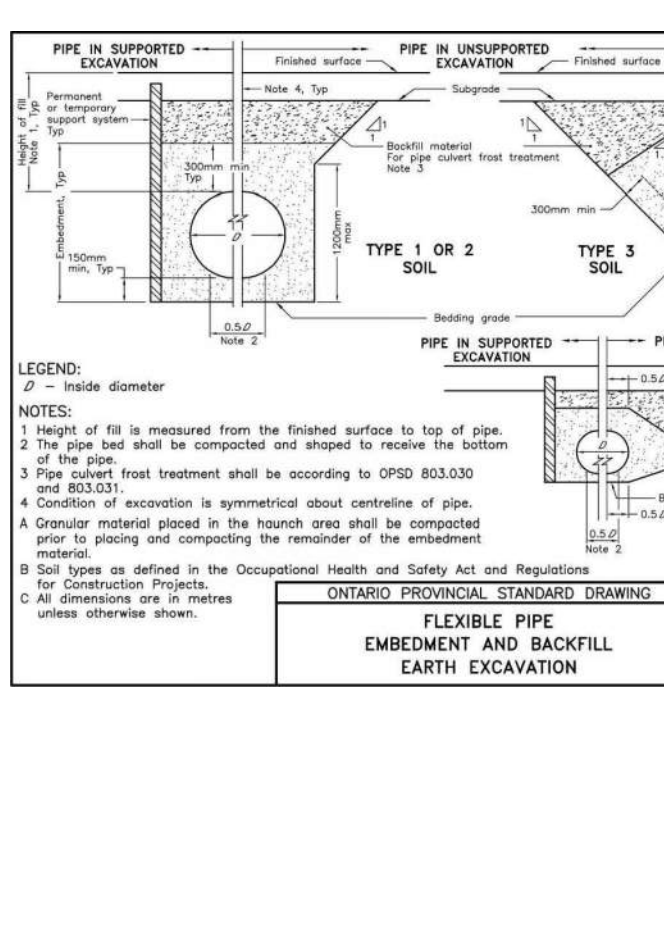 PIPE IN SUPPORTED
EXCAVATION
PIPE IN UNSUPPORTED
EXCAVATION
Finished surface
Finished surface
Note 4, Typ
Subgrade
Permanent
or temporary
support system
Typ
Height of fill
Note 1, Typ
Backfill material
For pipe culvert frost treatment
Note 3
1
1
1
1
1
300mm min
Typ
300mm min
Embedment, Typ
D
1200mm
max
TYPE 1 OR 2
SOIL
TYPE 3
SOIL
150mm
min, Typ
0.5D
Note 2
Bedding grade
PIPE IN SUPPORTED
EXCAVATION
0.5
D
0.5
0.5D
Note 2
LEGEND:
D – Inside diameter
NOTES:
1 Height of fill is measured from the finished surface to top of pipe.
2 The pipe bed shall be compacted and shaped to receive the bottom
of the pipe.
3 Pipe culvert frost treatment shall be according to OPSD 803.030
and 803.031.
4 Condition of excavation is symmetrical about centreline of pipe.
A Granular material placed in the haunch area shall be compacted
prior to placing and compacting the remainder of the embedment
material.
B Soil types as defined in the Occupational Health and Safety Act and Regulations
for Construction Projects.
C All dimensions are in metres
unless otherwise shown.
ONTARIO PROVINCIAL STANDARD DRAWING
FLEXIBLE PIPE
EMBEDMENT AND BACKFILL
EARTH EXCAVATION